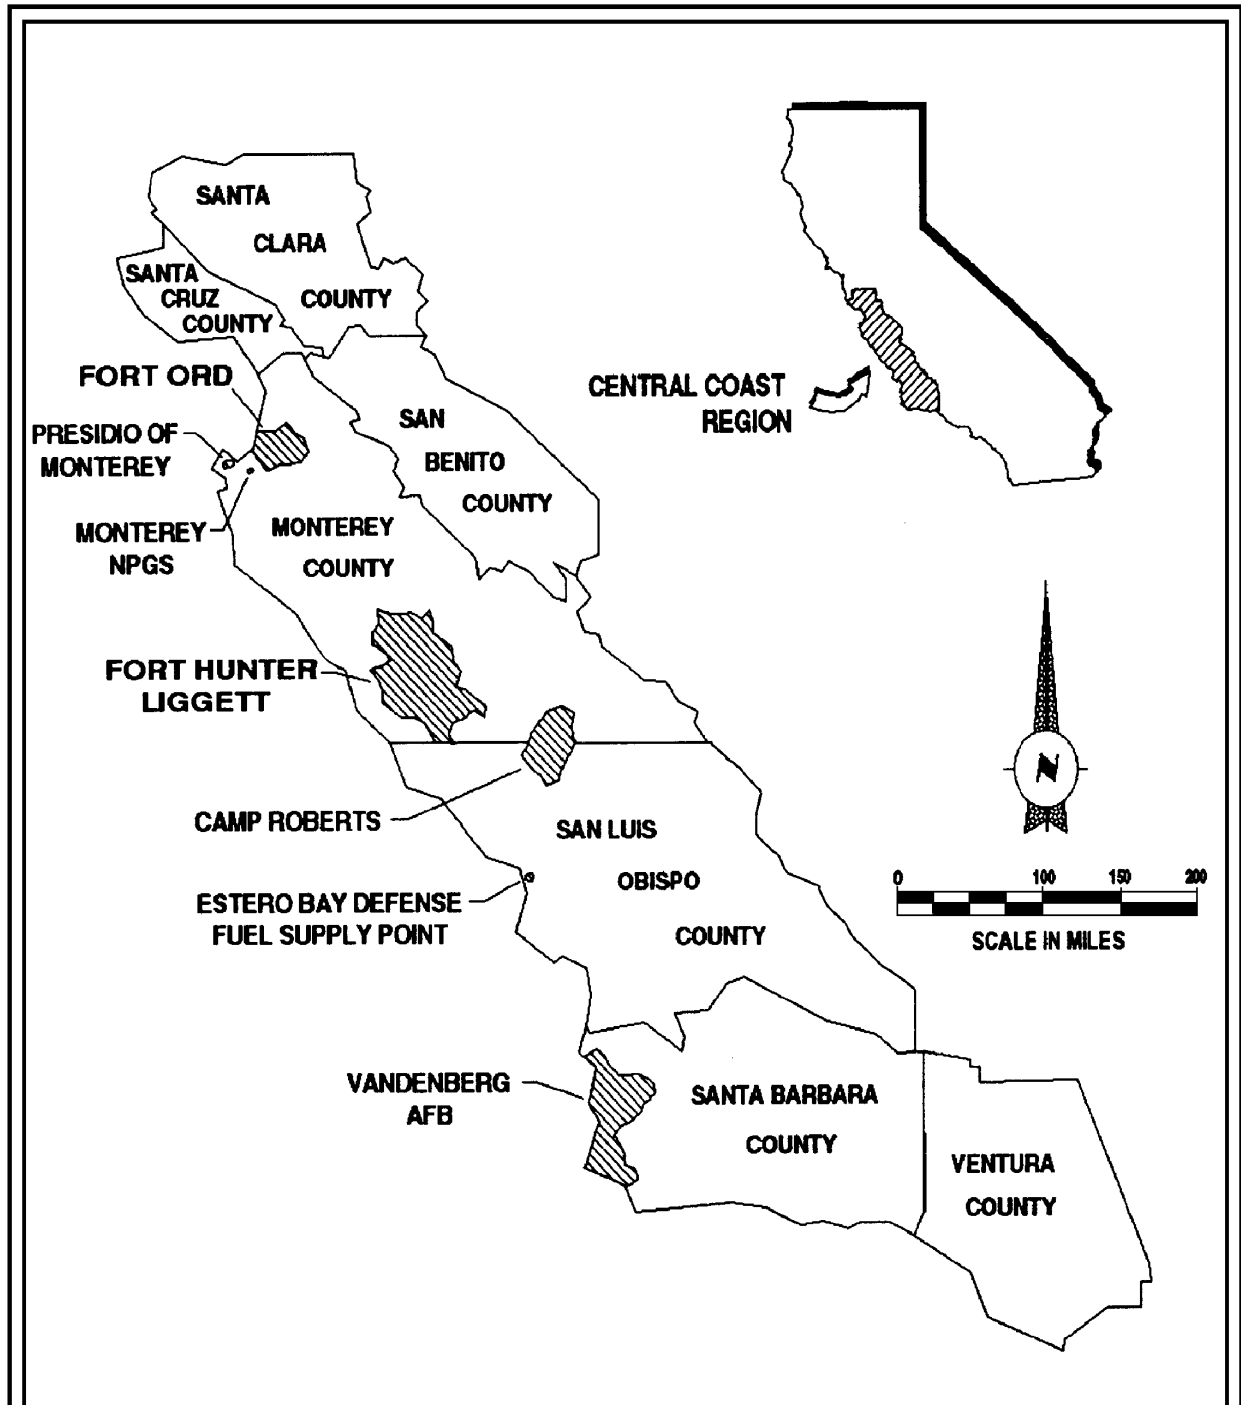 SANTA
CLARA
COUNTY
SANTA
CRUZ
COUNTY
FORT ORD
PRESIDIO OF
MONTEREY
MONTEREY
NPGS
SAN
BENITO
COUNTY
MONTEREY
COUNTY
CENTRAL COAST
REGION
FORT HUNTER
LIGGETT
CAMP ROBERTS
SAN LUIS
OBISPO
COUNTY
ESTERO BAY DEFENSE
FUEL SUPPLY POINT
N
0 100 150 200
SCALE IN MILES
VANDENBERG
AFB
SANTA BARBARA
COUNTY
VENTURA
COUNTY